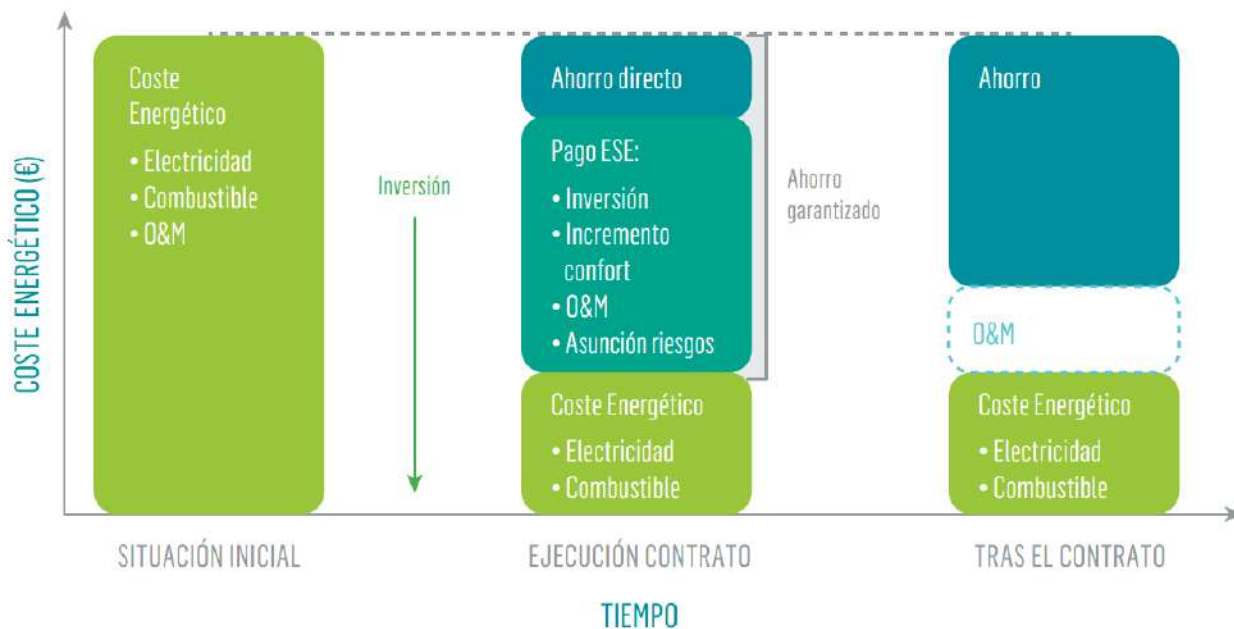 COSTE ENERGÉTICO (€)
Coste
Energético
• Electricidad
• Combustible
• O&M
Inversión
Ahorro directo
Pago ESE:
• Inversión
• Incremento
confort
• O&M
• Asunción riesgos
Coste Energético
• Electricidad
• Combustible
Ahorro
garantizado
Ahorro
O&M
Coste Energético
• Electricidad
• Combustible
SITUACIÓN INICIAL
EJECUCIÓN CONTRATO
TRAS EL CONTRATO
TIEMPO